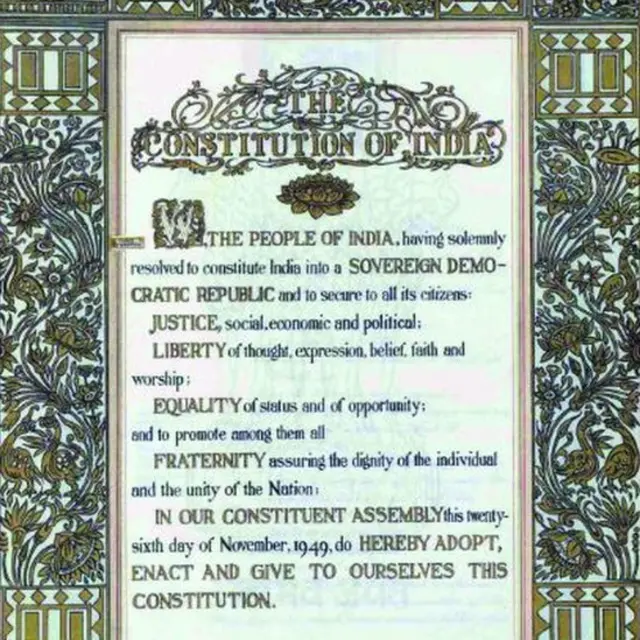 THE
CONSTITUTION OF INDIA
WE, THE PEOPLE OF INDIA, having solemnly
resolved to constitute India into a SOVEREIGN DEMO-
CRATIC REPUBLIC and to secure to all its citizens:
JUSTICE, social, economic and political;
LIBERTY of thought, expression, belief, faith and
worship;
EQUALITY of status and of opportunity;
and to promote among them all
FRATERNITY assuring the dignity of the individual
and the unity of the Nation;
IN OUR CONSTITUENT ASSEMBLY this twenty-
sixth day of November, 1949, do HEREBY ADOPT,
ENACT AND GIVE TO OURSELVES THIS
CONSTITUTION.